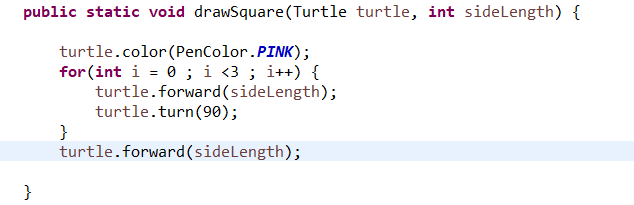 public static void drawSquare(Turtle turtle, int sideLength) {
turtle.color(PenColor.PINK);
for(int i = 0 ; i <3 ; i++) {
turtle.forward(sideLength);
turtle.turn(90);
}
turtle.forward(sideLength);
}